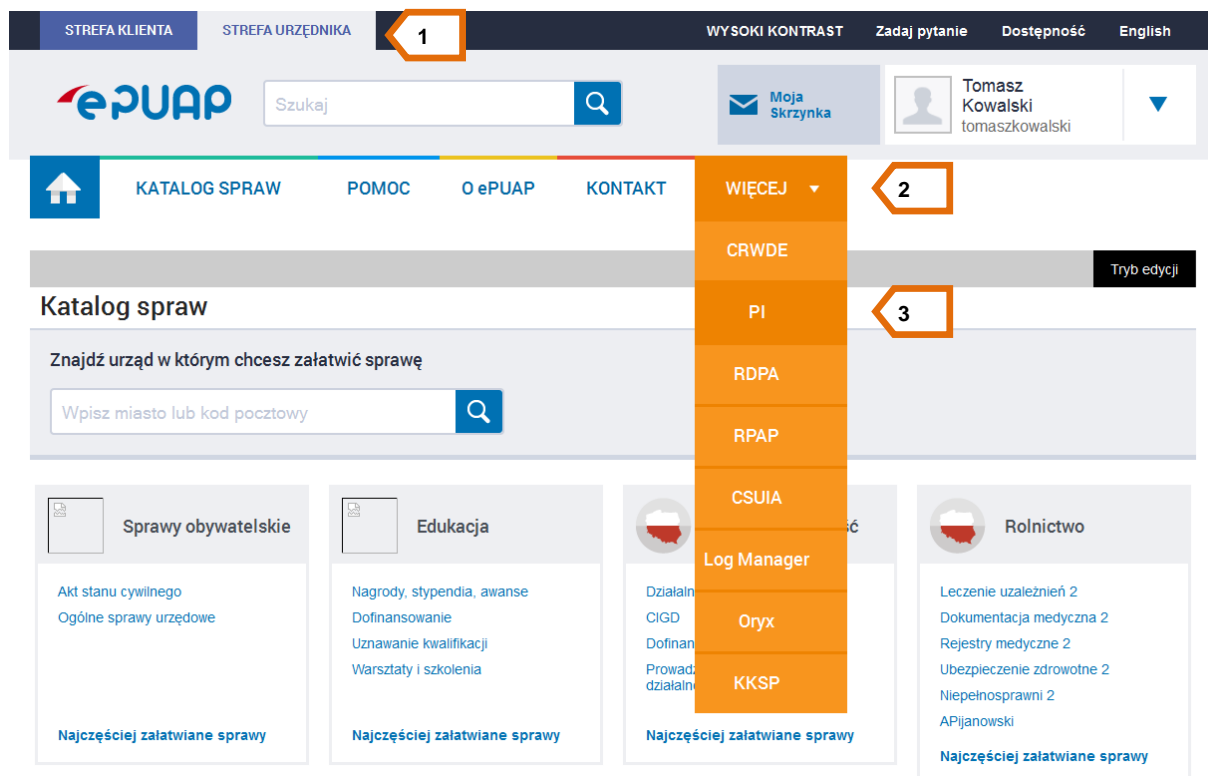 STREFA KLIENTA STREFA URZĘDNIKA 1 WYSOKI KONTRAST Zadaj pytanie Dostępność English
ePUAP Szukaj Moja Skrzynka
Tomasz
Kowalski
tomaszkowalski
KATALOG SPRAW POMOC O ePUAP KONTAKT WIĘCEJ 2
CRWDE
Tryb edycji
Katalog spraw PI 3
Znajdź urząd w którym chcesz załatwić sprawę
RDPA
Wpisz miasto lub kod pocztowy
RPAP
CSUIA
Sprawy obywatelskie Edukacja ść Rolnictwo
Log Manager
Akt stanu cywilnego
Ogólne sprawy urzędowe
Najczęściej załatwiane sprawy
Nagrody, stypendia, awanse
Dofinansowanie
Uznawanie kwalifikacji
Warsztaty i szkolenia
Najczęściej załatwiane sprawy
Działaln
CIGD
Dofinan
Prowadz
działalno
Najczęściej załatwiane sprawy
Oryx
KKSP
Leczenie uzależnień 2
Dokumentacja medyczna 2
Rejestry medyczne 2
Ubezpieczenie zdrowotne 2
Niepełnosprawni 2
APijanowski
Najczęściej załatwiane sprawy